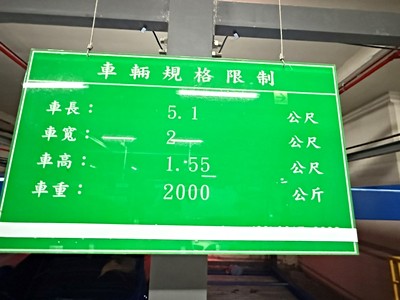 車輛規格限制
車長： 5.1 公尺
車寬： 2 公尺
車高： 1.55 公尺
車重： 2000 公斤